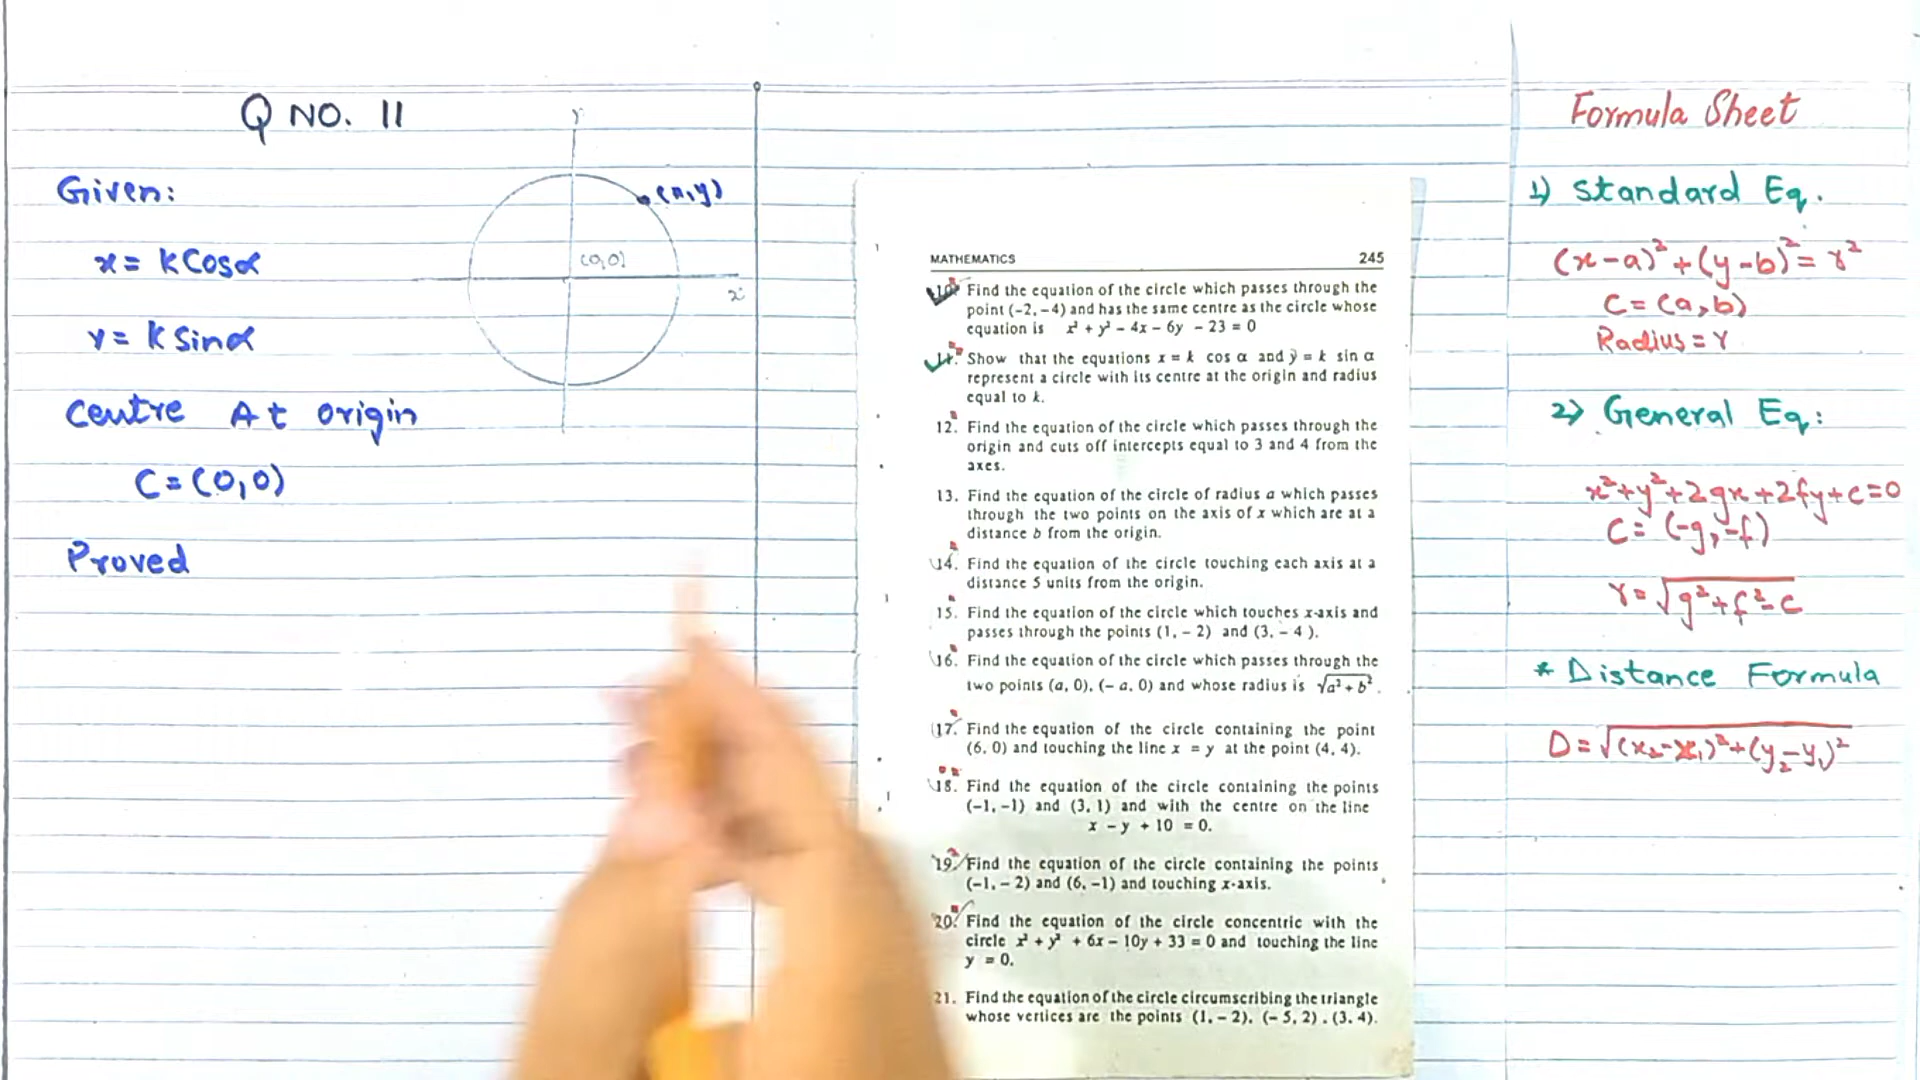 Q NO. 11
Given:
x = k Cosα
Y = k Sinα
Centre At origin
C = (0,0)
Proved
Y
(x,y)
(0,0)
x
MATHEMATICS 245
10. Find the equation of the circle which passes through the
point (−2, −4) and has the same centre as the circle whose
equation is x² + y² − 4x − 6y − 23 = 0
11. Show that the equations x = k cos α and y = k sin α
represent a circle with its centre at the origin and radius
equal to k.
12. Find the equation of the circle which passes through the
origin and cuts off intercepts equal to 3 and 4 from the
axes.
13. Find the equation of the circle of radius a which passes
through the two points on the axis of x which are at a
distance b from the origin.
14. Find the equation of the circle touching each axis at a
distance 5 units from the origin.
15. Find the equation of the circle which touches x-axis and
passes through the points (1, − 2) and (3, − 4 ).
16. Find the equation of the circle which passes through the
two points (a, 0), (− a, 0) and whose radius is √a² + b² .
17. Find the equation of the circle containing the point
(6, 0) and touching the line x = y at the point (4, 4).
18. Find the equation of the circle containing the points
(−1, −1) and (3, 1) and with the centre on the line
x − y + 10 = 0.
19. Find the equation of the circle containing the points
(−1, − 2) and (6, −1) and touching x-axis.
20. Find the equation of the circle concentric with the
circle x² + y² + 6x − 10y + 33 = 0 and touching the line
y = 0.
21. Find the equation of the circle circumscribing the triangle
whose vertices are the points (1, − 2), (− 5, 2) , (3, 4).
Formula Sheet
1) Standard Eq.
(x−a)² + (y−b)² = r²
C = (a, b)
Radius = r
2) General Eq:
x²+y²+2gx+2fy+c=0
C = (−g, −f)
r = √g²+f²−c
* Distance Formula
D = √(x₂−x₁)²+(y₂−y₁)²